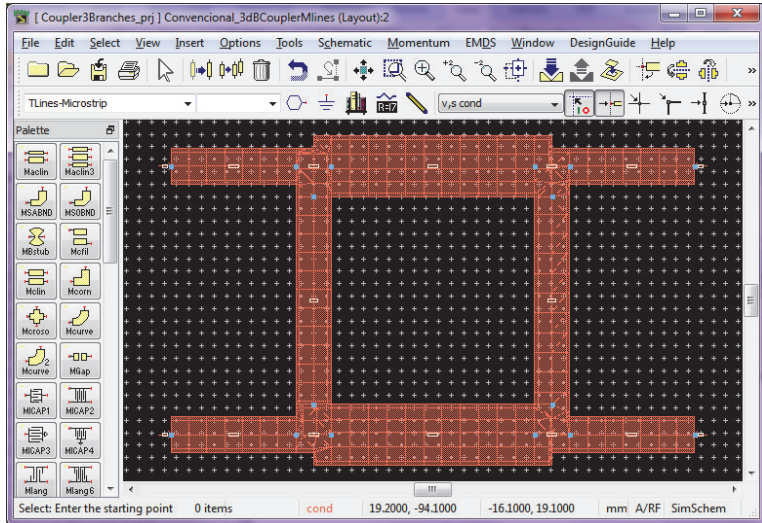 [ Coupler3Branches_prj ] Convencional_3dBCouplerMlines (Layout):2
File Edit Select View Insert Options Tools Schematic Momentum EMDS Window DesignGuide Help
»
TLines-Microstrip v,s cond »
Palette
Maclin Maclin3
MSABND MSOBND
MBstub Mcfil
Mclin Mcorn
Mcroso Mcurve
Mcurve MGap
MICAP1 MICAP2
MICAP3 MICAP4
Mlang Mlang6
Select: Enter the starting point 0 items cond 19.2000, -94.1000 -16.1000, 19.1000 mm A/RF SimSchem